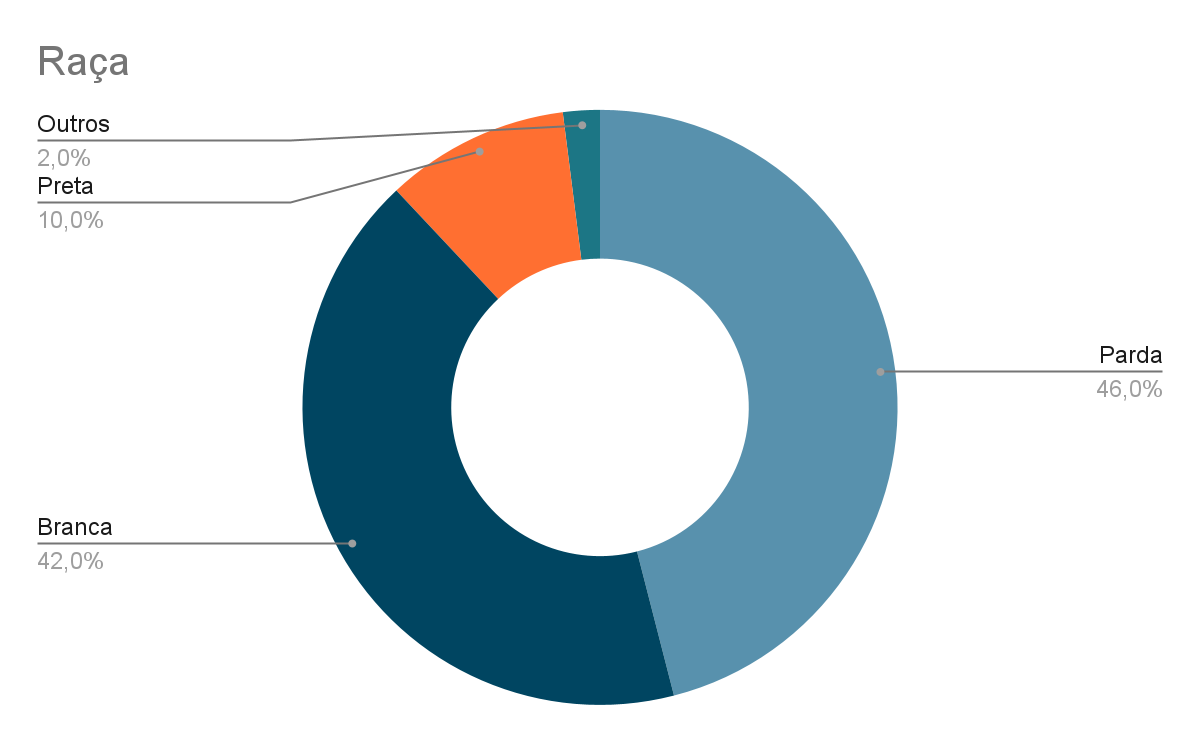 Raça
Outros
2,0%
Preta
10,0%
Parda
46,0%
Branca
42,0%